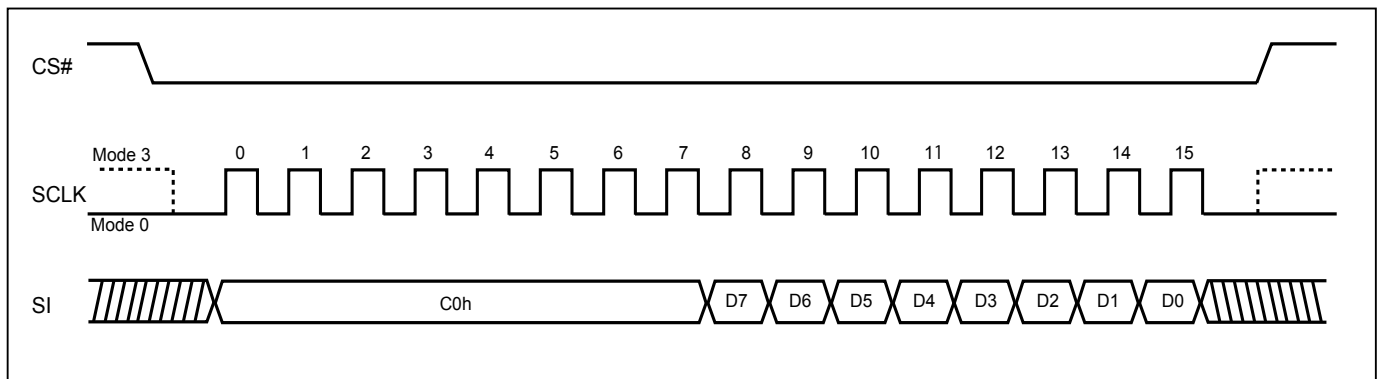 CS#
Mode 3
0 1 2 3 4 5 6 7 8 9 10 11 12 13 14 15
SCLK
Mode 0
SI
C0h D7 D6 D5 D4 D3 D2 D1 D0